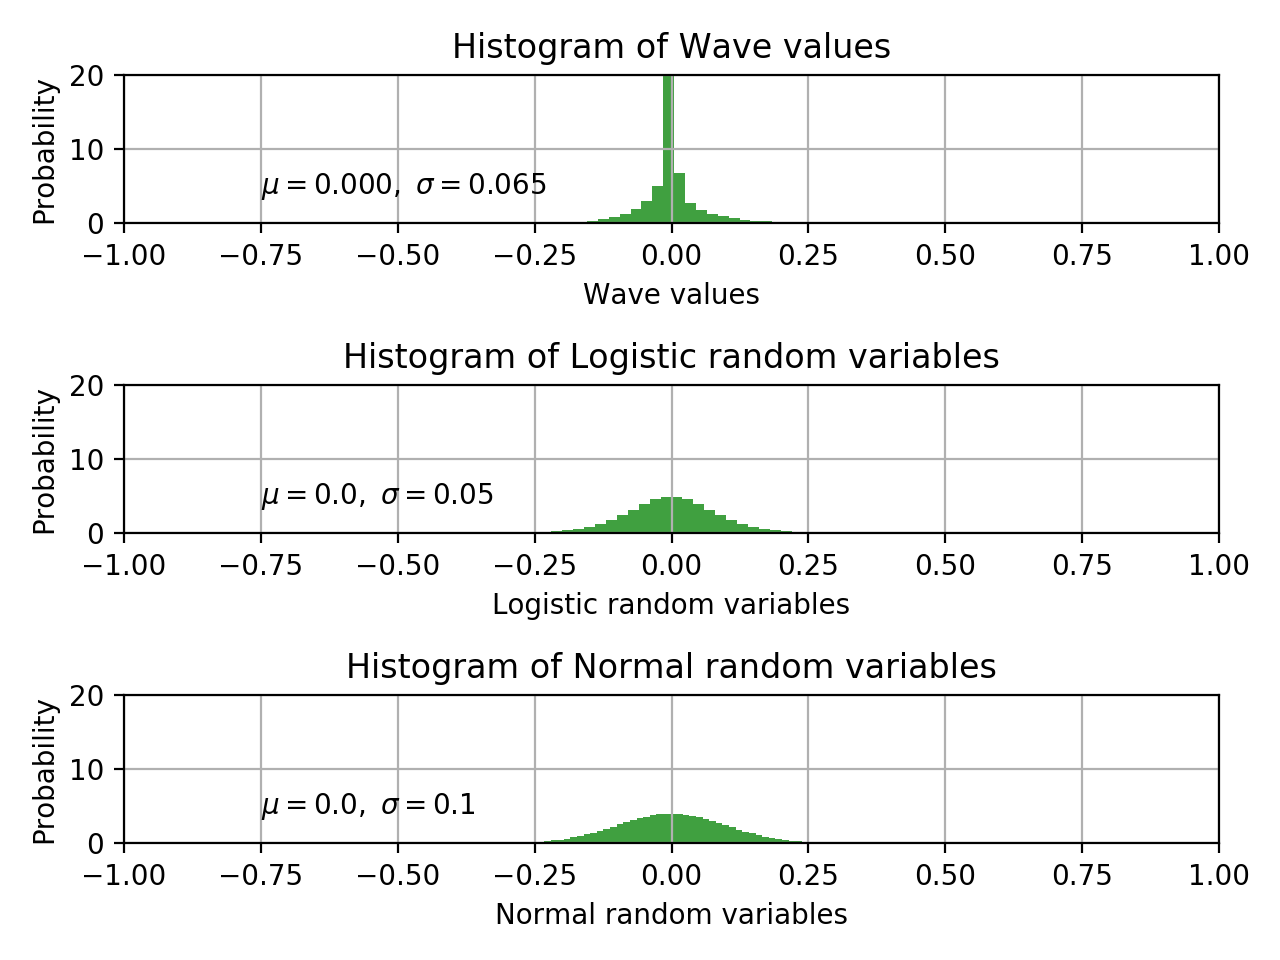 Histogram of Wave values
20
10
0
Probability
μ = 0.000, σ = 0.065
−1.00 −0.75 −0.50 −0.25 0.00 0.25 0.50 0.75 1.00
Wave values
Histogram of Logistic random variables
20
10
0
Probability
μ = 0.0, σ = 0.05
−1.00 −0.75 −0.50 −0.25 0.00 0.25 0.50 0.75 1.00
Logistic random variables
Histogram of Normal random variables
20
10
0
Probability
μ = 0.0, σ = 0.1
−1.00 −0.75 −0.50 −0.25 0.00 0.25 0.50 0.75 1.00
Normal random variables